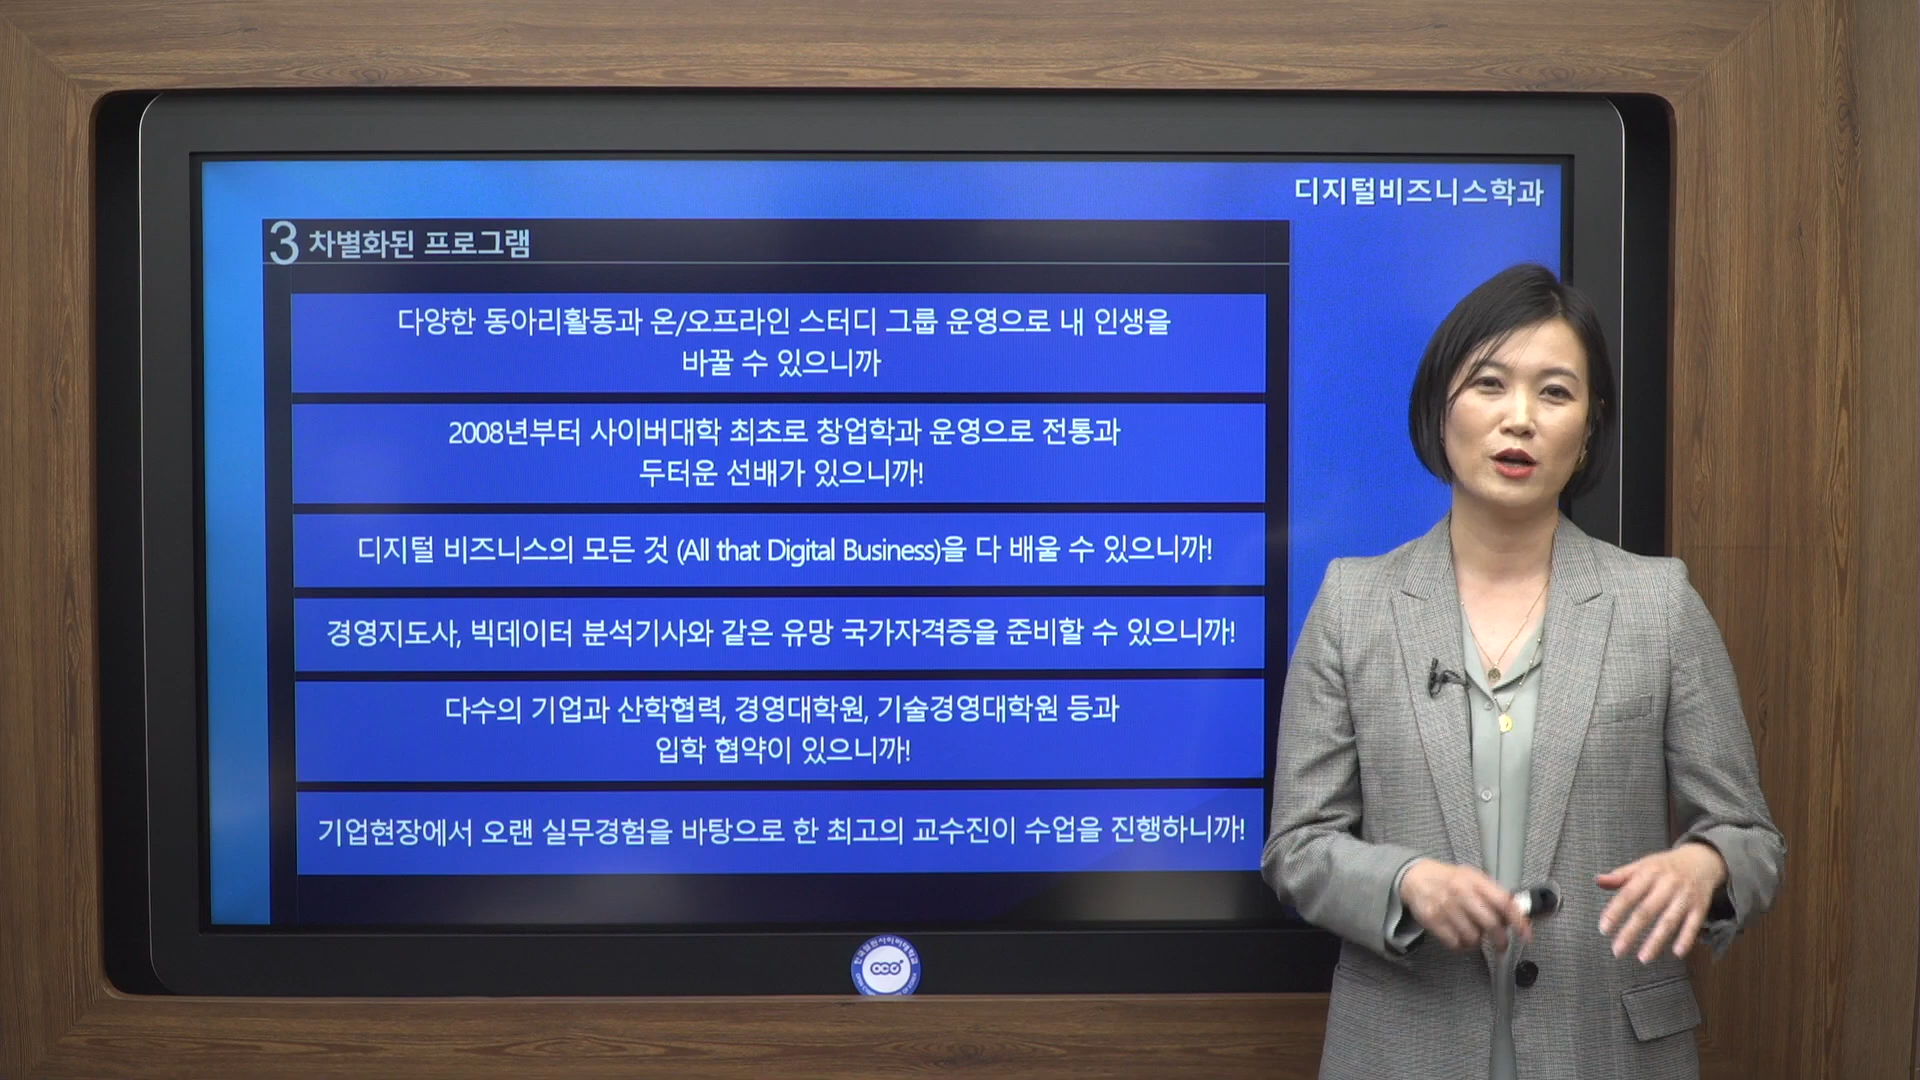 디지털비즈니스학과
3 차별화된 프로그램
다양한 동아리활동과 온/오프라인 스터디 그룹 운영으로 내 인생을
바꿀 수 있으니까
2008년부터 사이버대학 최초로 창업학과 운영으로 전통과
두터운 선배가 있으니까!
디지털 비즈니스의 모든 것 (All that Digital Business)을 다 배울 수 있으니까!
경영지도사, 빅데이터 분석기사와 같은 유망 국가자격증을 준비할 수 있으니까!
다수의 기업과 산학협력, 경영대학원, 기술경영대학원 등과
입학 협약이 있으니까!
기업현장에서 오랜 실무경험을 바탕으로 한 최고의 교수진이 수업을 진행하니까!
한국열린사이버대학교